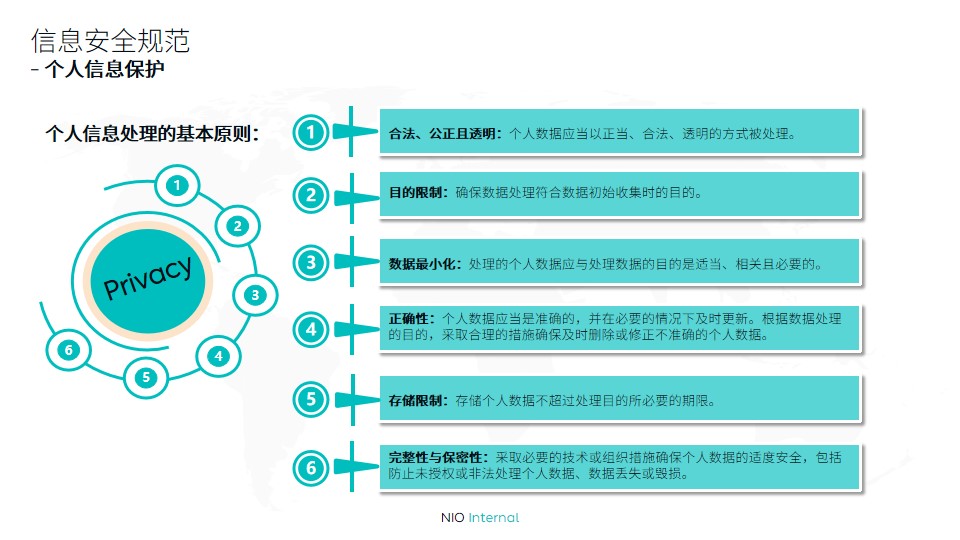 信息安全规范
- 个人信息保护
个人信息处理的基本原则：
1
2
3
4
5
6
Privacy
1
合法、公正且透明：个人数据应当以正当、合法、透明的方式被处理。
2
目的限制：确保数据处理符合数据初始收集时的目的。
3
数据最小化：处理的个人数据应与处理数据的目的是适当、相关且必要的。
4
正确性：个人数据应当是准确的，并在必要的情况下及时更新。根据数据处理
的目的，采取合理的措施确保及时删除或修正不准确的个人数据。
5
存储限制：存储个人数据不超过处理目的所必要的期限。
6
完整性与保密性：采取必要的技术或组织措施确保个人数据的适度安全，包括
防止未授权或非法处理个人数据、数据丢失或毁损。
NIO Internal